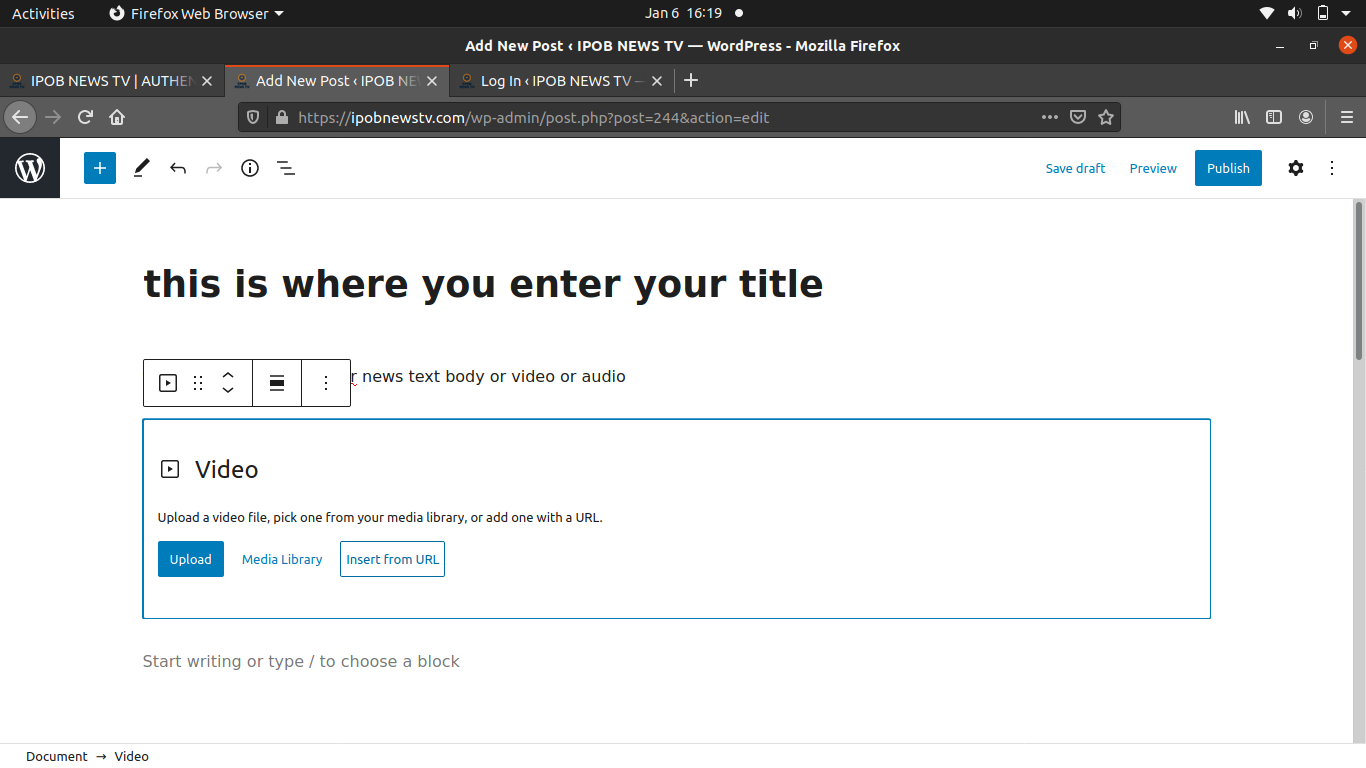 Activities Firefox Web Browser Jan 6 16:19
Add New Post ‹ IPOB NEWS TV — WordPress - Mozilla Firefox
IPOB NEWS TV | AUTHEN Add New Post ‹ IPOB NE Log In ‹ IPOB NEWS TV —
https://ipobnewstv.com/wp-admin/post.php?post=244&action=edit
Save draft Preview Publish
this is where you enter your title
r news text body or video or audio
Video
Upload a video file, pick one from your media library, or add one with a URL.
Upload Media Library Insert from URL
Start writing or type / to choose a block
Document → Video